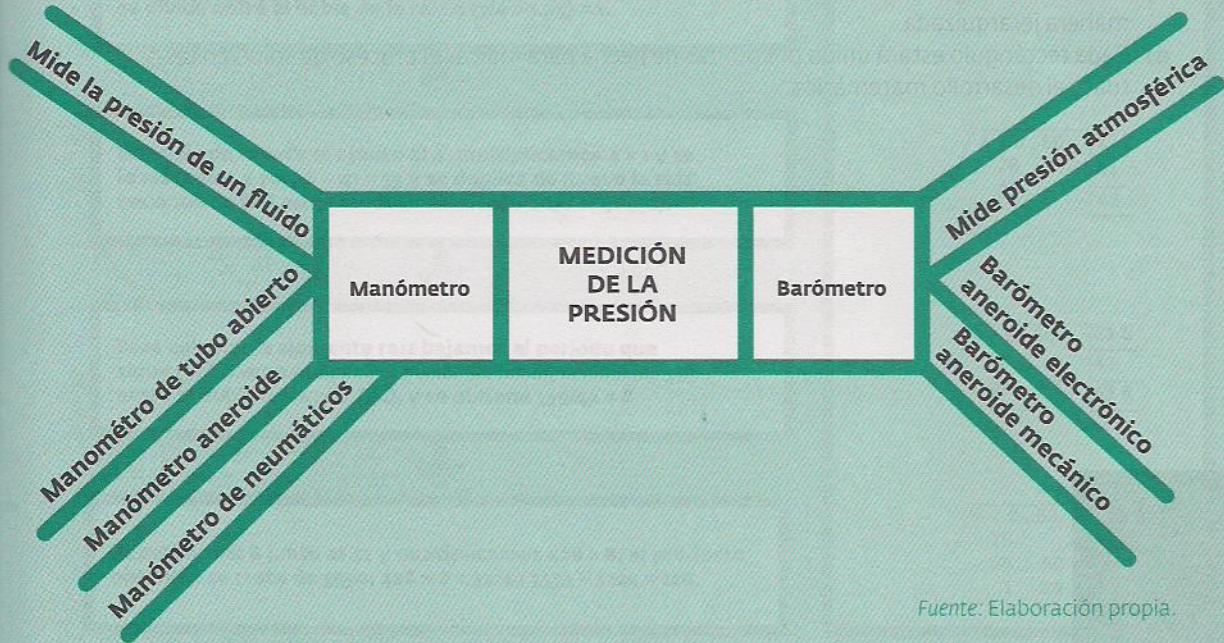 Mide la presión de un fluido
Manométro de tubo abierto
Manómetro aneroide
Manómetro de neumáticos
Manómetro
MEDICIÓN
DE LA
PRESIÓN
Barómetro
Mide presión atmosférica
Barómetro
aneroide electrónico
Barómetro
aneroide mecánico
Fuente: Elaboración propia.